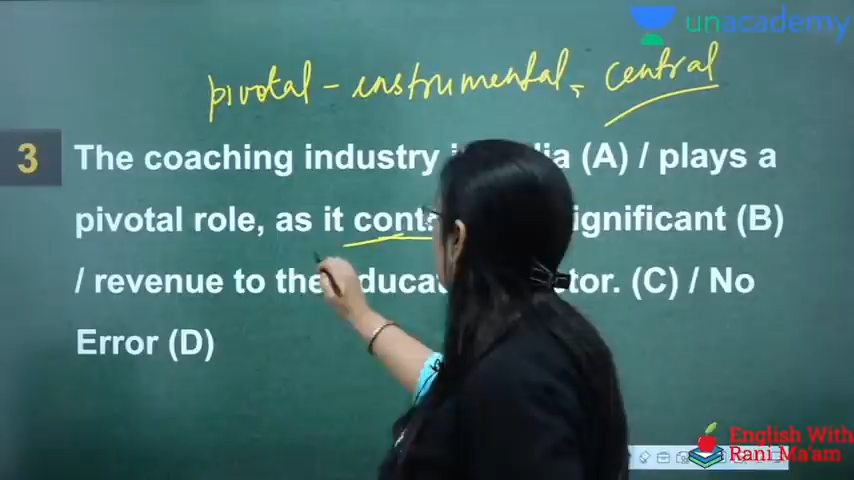 unacademy
pivotal - instrumental, central
3
The coaching industry (A) / plays a
pivotal role, as it significant (B)
/ revenue to the (C) / No
Error (D)
English With
Rani Ma'am